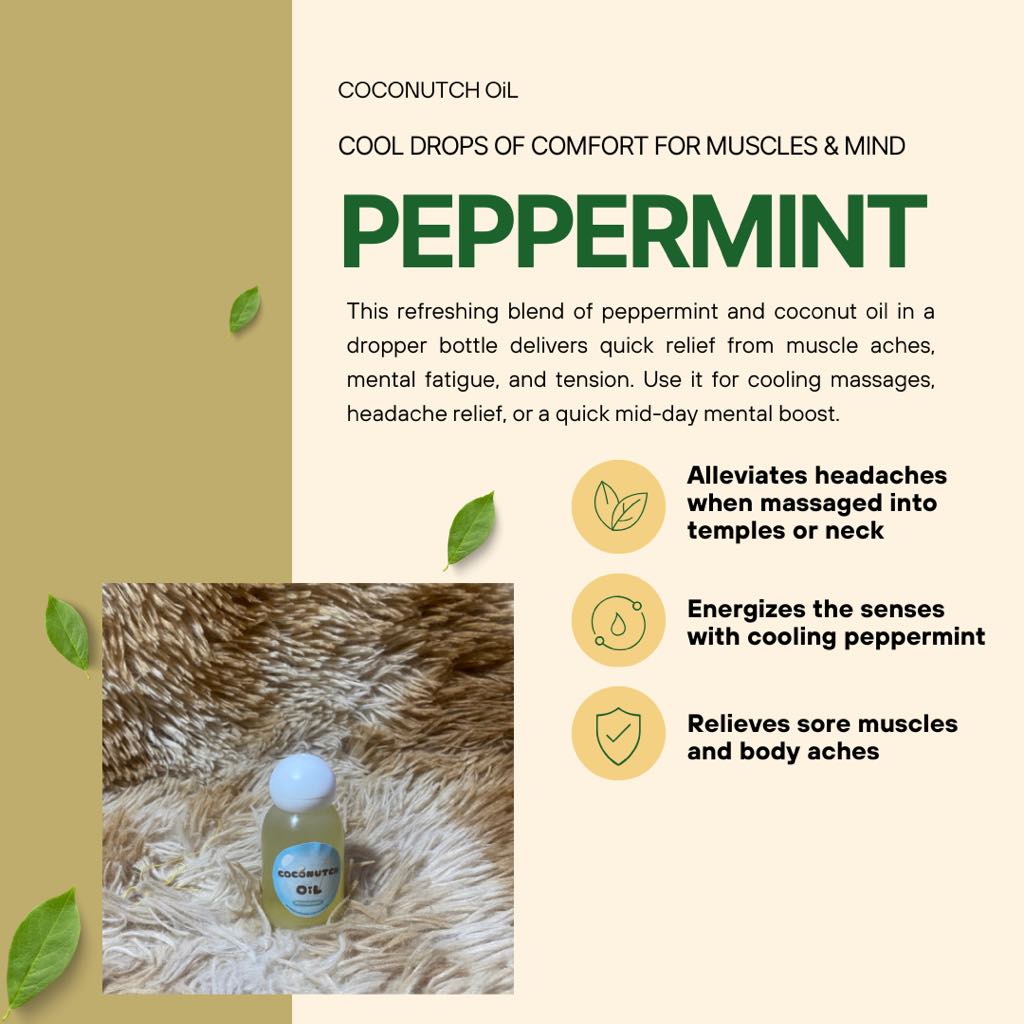 COCONUTCH OiL
COOL DROPS OF COMFORT FOR MUSCLES & MIND
PEPPERMINT
This refreshing blend of peppermint and coconut oil in a
dropper bottle delivers quick relief from muscle aches,
mental fatigue, and tension. Use it for cooling massages,
headache relief, or a quick mid-day mental boost.
Alleviates headaches
when massaged into
temples or neck
Energizes the senses
with cooling peppermint
Relieves sore muscles
and body aches
COCONUTCH
OiL